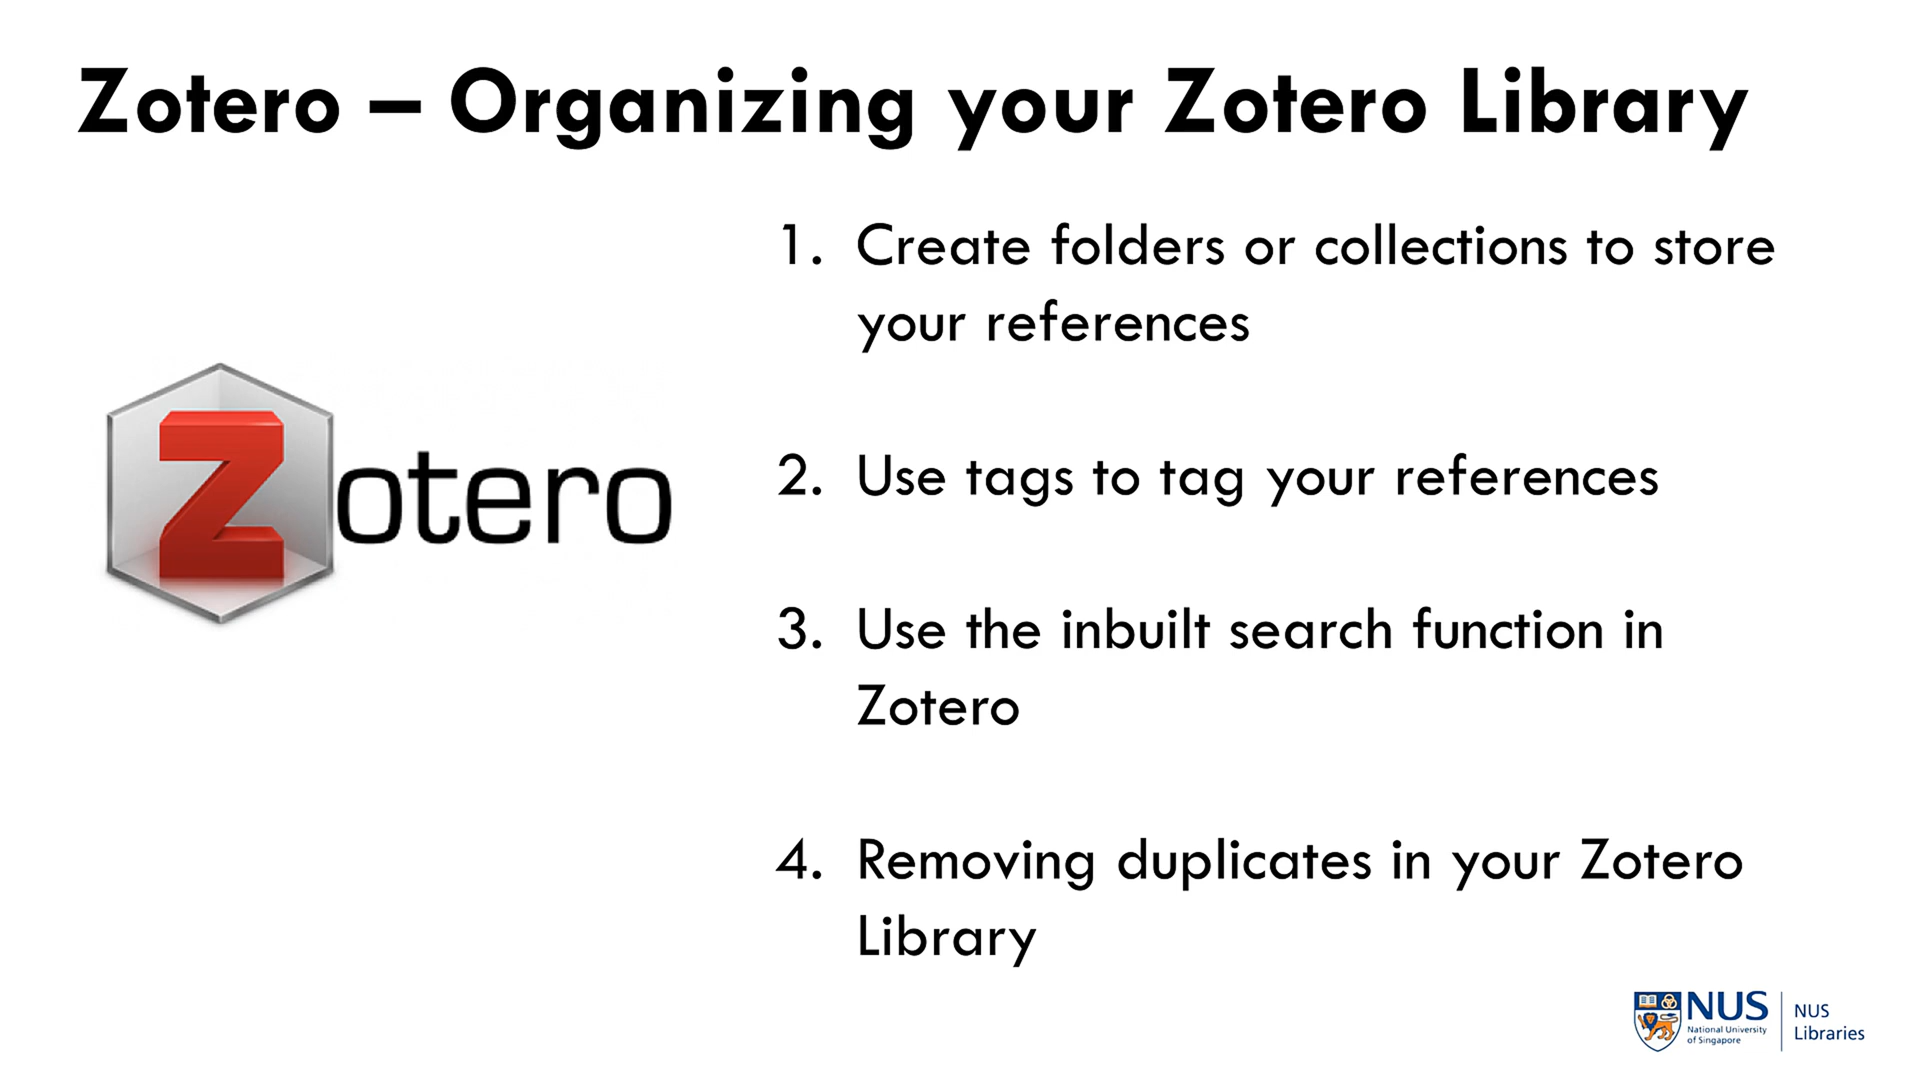 Zotero – Organizing your Zotero Library
1. Create folders or collections to store
your references
Zotero
2. Use tags to tag your references
3. Use the inbuilt search function in
Zotero
4. Removing duplicates in your Zotero
Library
NUS
National University
of Singapore
NUS
Libraries